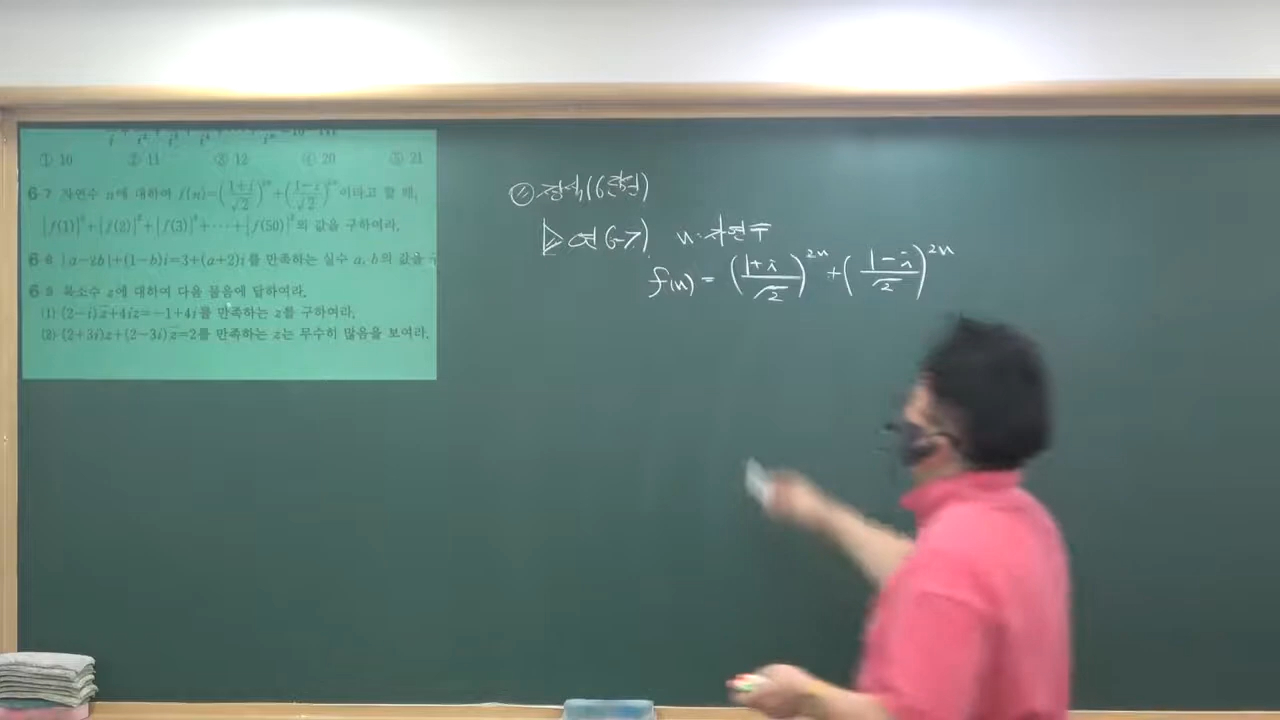 ① 10 ② 11 ③ 12 ④ 20 ⑤ 21
6 7 자연수 n에 대하여 f(n)=((1+i)/√2)^{2n}+((1-i)/√2)^{2n}이라고 할 때,
|f(1)|²+|f(2)|²+|f(3)|²+⋯+|f(50)|²의 값을 구하여라.
6 8 |a-2b|+(1-b)i=3+(a+2)i를 만족하는 실수 a, b의 값을
6 9 복소수 z에 대하여 다음 물음에 답하여라.
(1) (2-i)z̄+4iz=-1+4i를 만족하는 z를 구하여라.
(2) (2+3i)z+(2-3i)z̄=2를 만족하는 z는 무수히 많음을 보여라.
연(6-7) n:자연수
f(n) = ((1+i)/√2)^{2n} + ((1-i)/√2)^{2n}